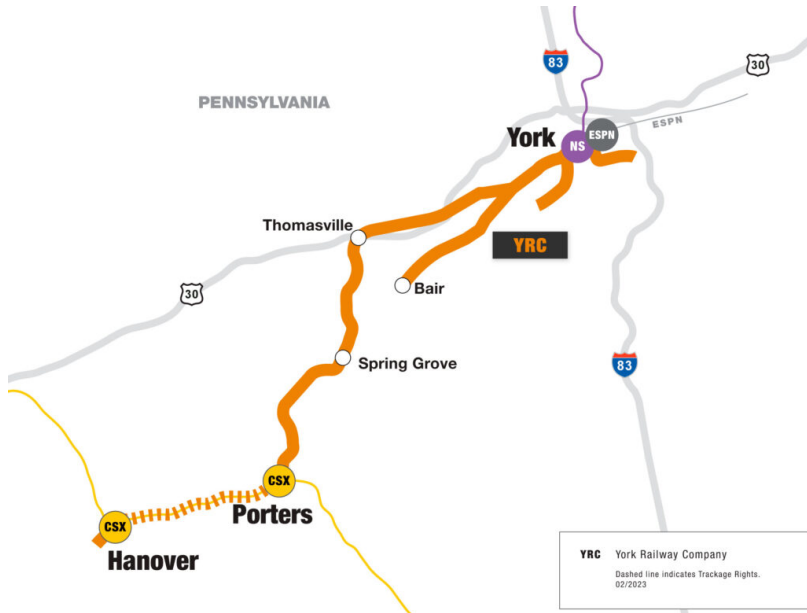 83
30
PENNSYLVANIA
ESPN
York
NS
ESPN
Thomasville
YRC
30
Bair
Spring Grove
83
CSX
Porters
CSX
Hanover
YRC York Railway Company
Dashed line indicates Trackage Rights.
02/2023